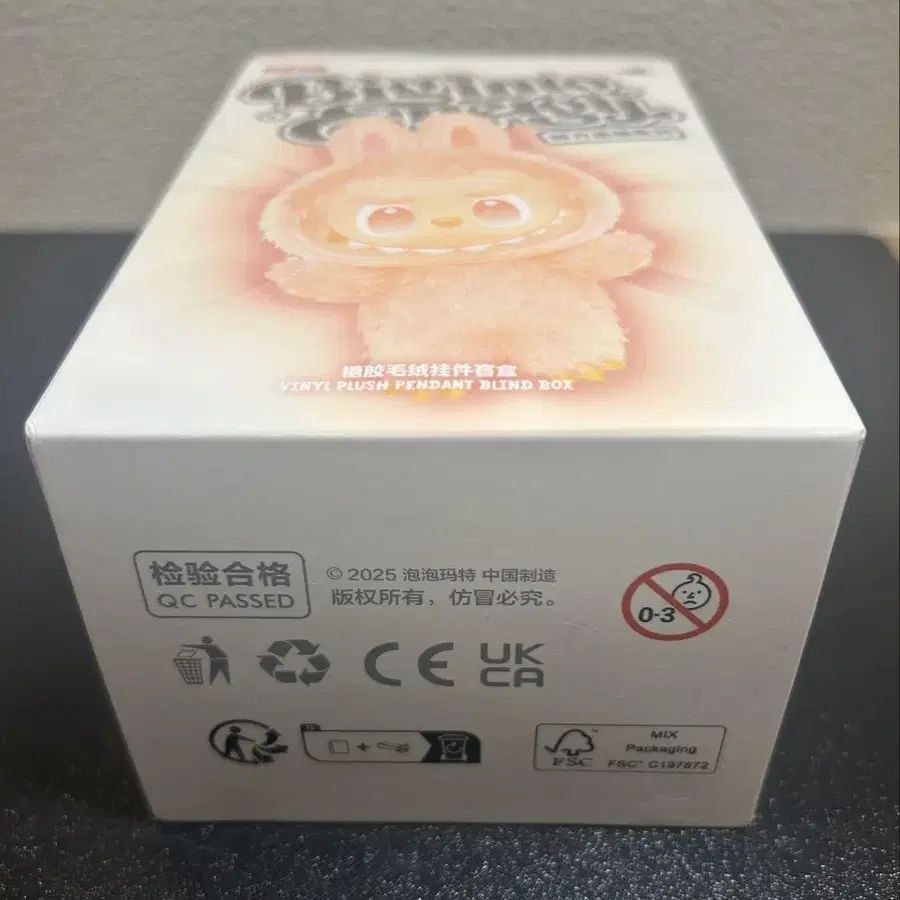 搪胶毛绒挂件盲盒
VINYL PLUSH PENDANT BLIND BOX
检验合格
QC PASSED
© 2025 泡泡玛特 中国制造
版权所有，仿冒必究。
0-3
CE
UK
CA
MIX
Packaging
FSC™
FSC® C197872